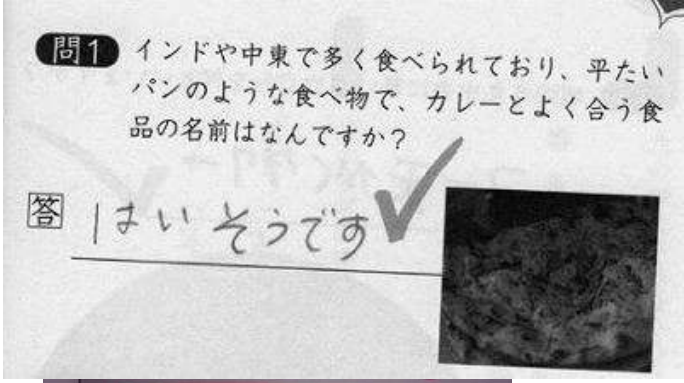 問1 インドや中東で多く食べられており、平たい
パンのような食べ物で、カレーとよく合う食
品の名前はなんですか?
答 はい そうです